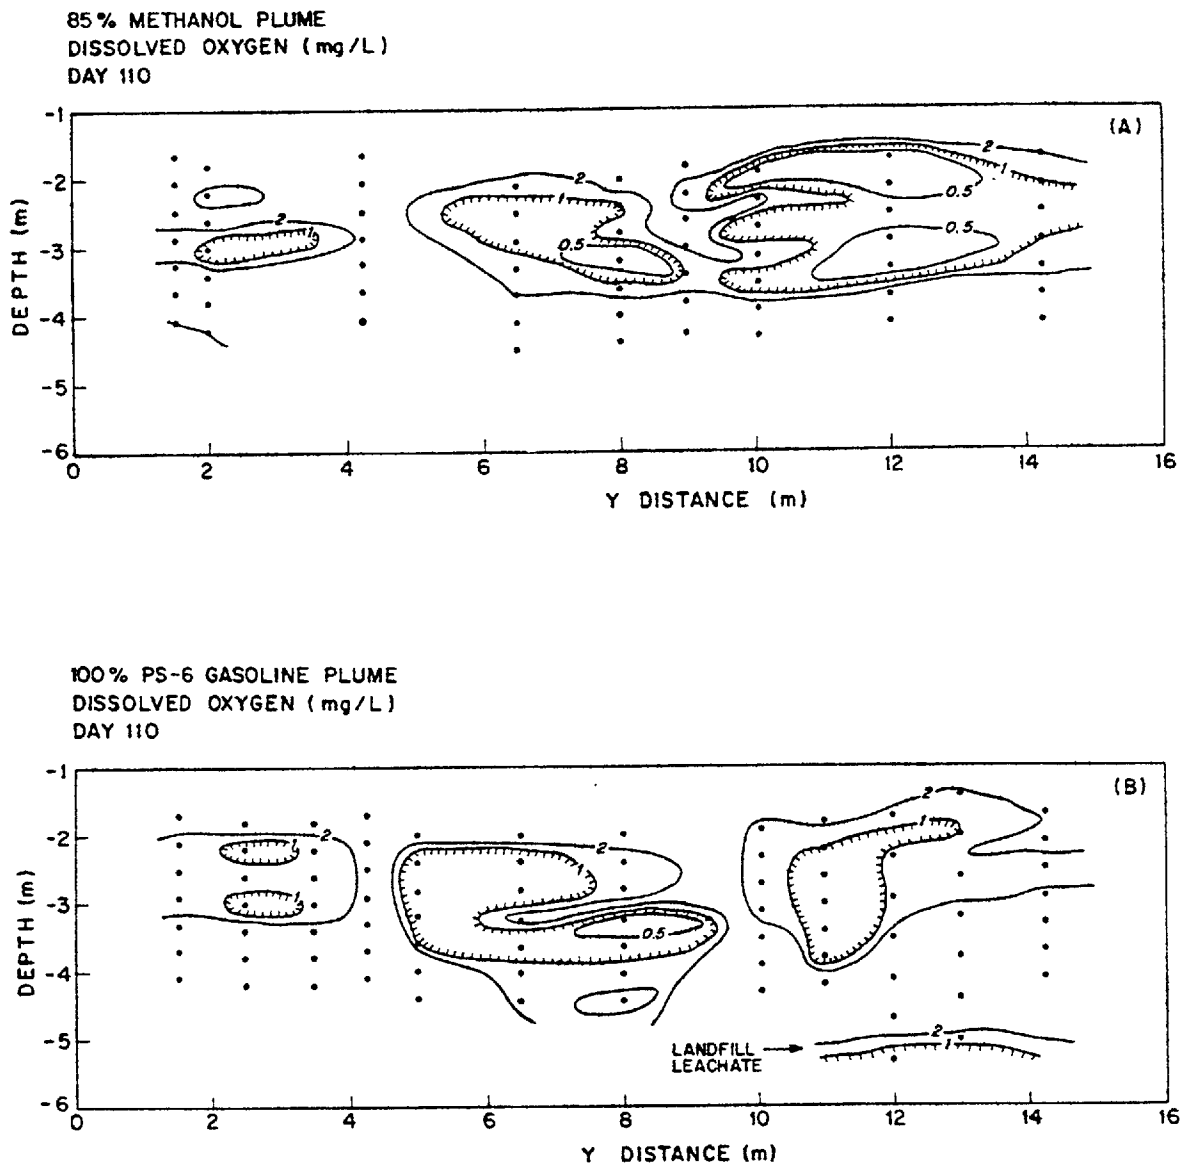 85% METHANOL PLUME
DISSOLVED OXYGEN (mg/L)
DAY 110
(A)
-1
-2
-3
-4
-5
-6
DEPTH (m)
2
1
2
1
0.5
2
1
0.5
0.5
0 2 4 6 8 10 12 14 16
Y DISTANCE (m)
100% PS-6 GASOLINE PLUME
DISSOLVED OXYGEN (mg/L)
DAY 110
(B)
-1
-2
-3
-4
-5
-6
DEPTH (m)
2
1
1
2
1
0.5
2
1
LANDFILL
LEACHATE
2
1
0 2 4 6 8 10 12 14 16
Y DISTANCE (m)